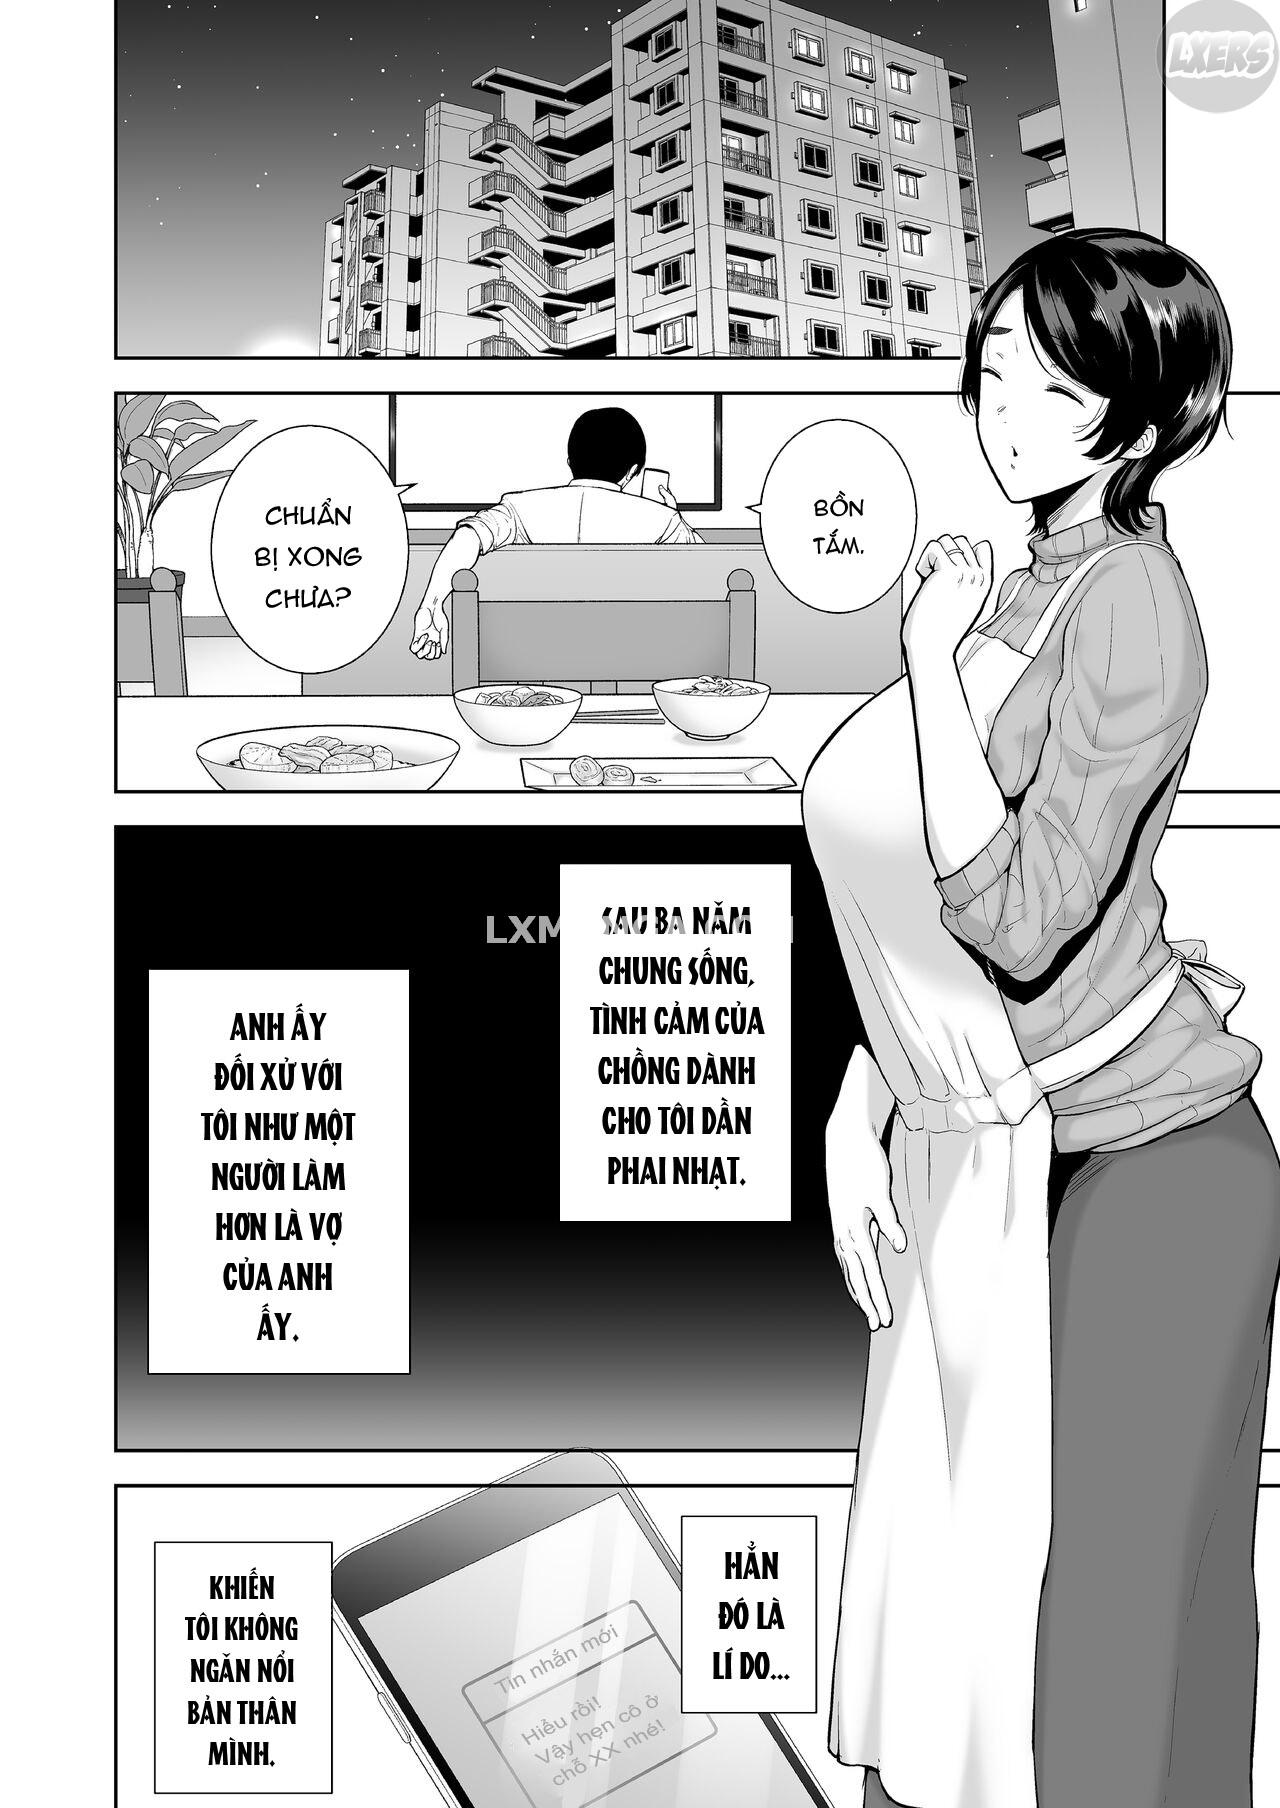 LXERS
BỒN
TẮM.
CHUẨN
BỊ XONG
CHƯA?
SAU BA NĂM
CHUNG SỐNG,
TÌNH CẢM CỦA
CHỒNG DÀNH
CHO TÔI DẦN
PHAI NHẠT.
ANH ẤY
ĐỐI XỬ VỚI
TÔI NHƯ MỘT
NGƯỜI LÀM
HƠN LÀ VỢ
CỦA ANH
ẤY.
HẲN
ĐÓ LÀ
LÍ DO...
Tin nhắn mới
Hiểu rồi!
Vậy hẹn cô ở
chỗ XX nhé!
KHIẾN
TÔI KHÔNG
NGĂN NỔI
BẢN THÂN
MÌNH.